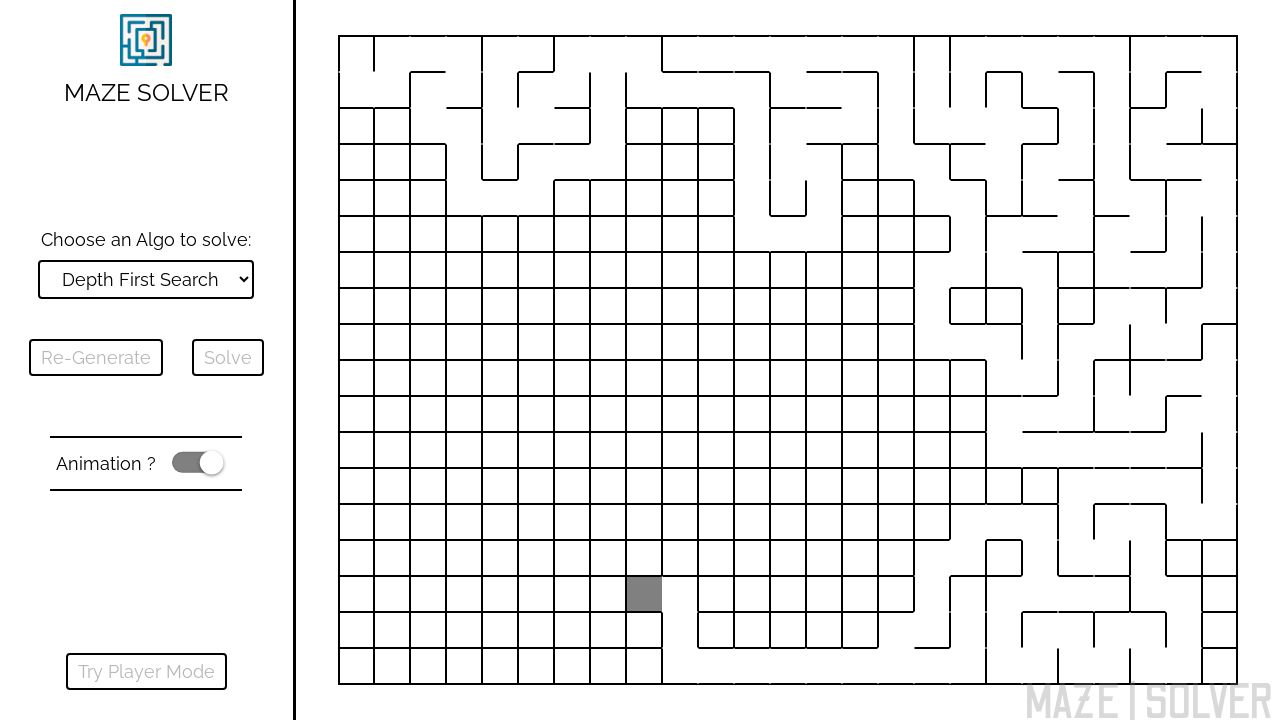 MAZE SOLVER
Choose an Algo to solve:
Depth First Search
Re-Generate
Solve
Animation ?
Try Player Mode
MAZE | SOLVER